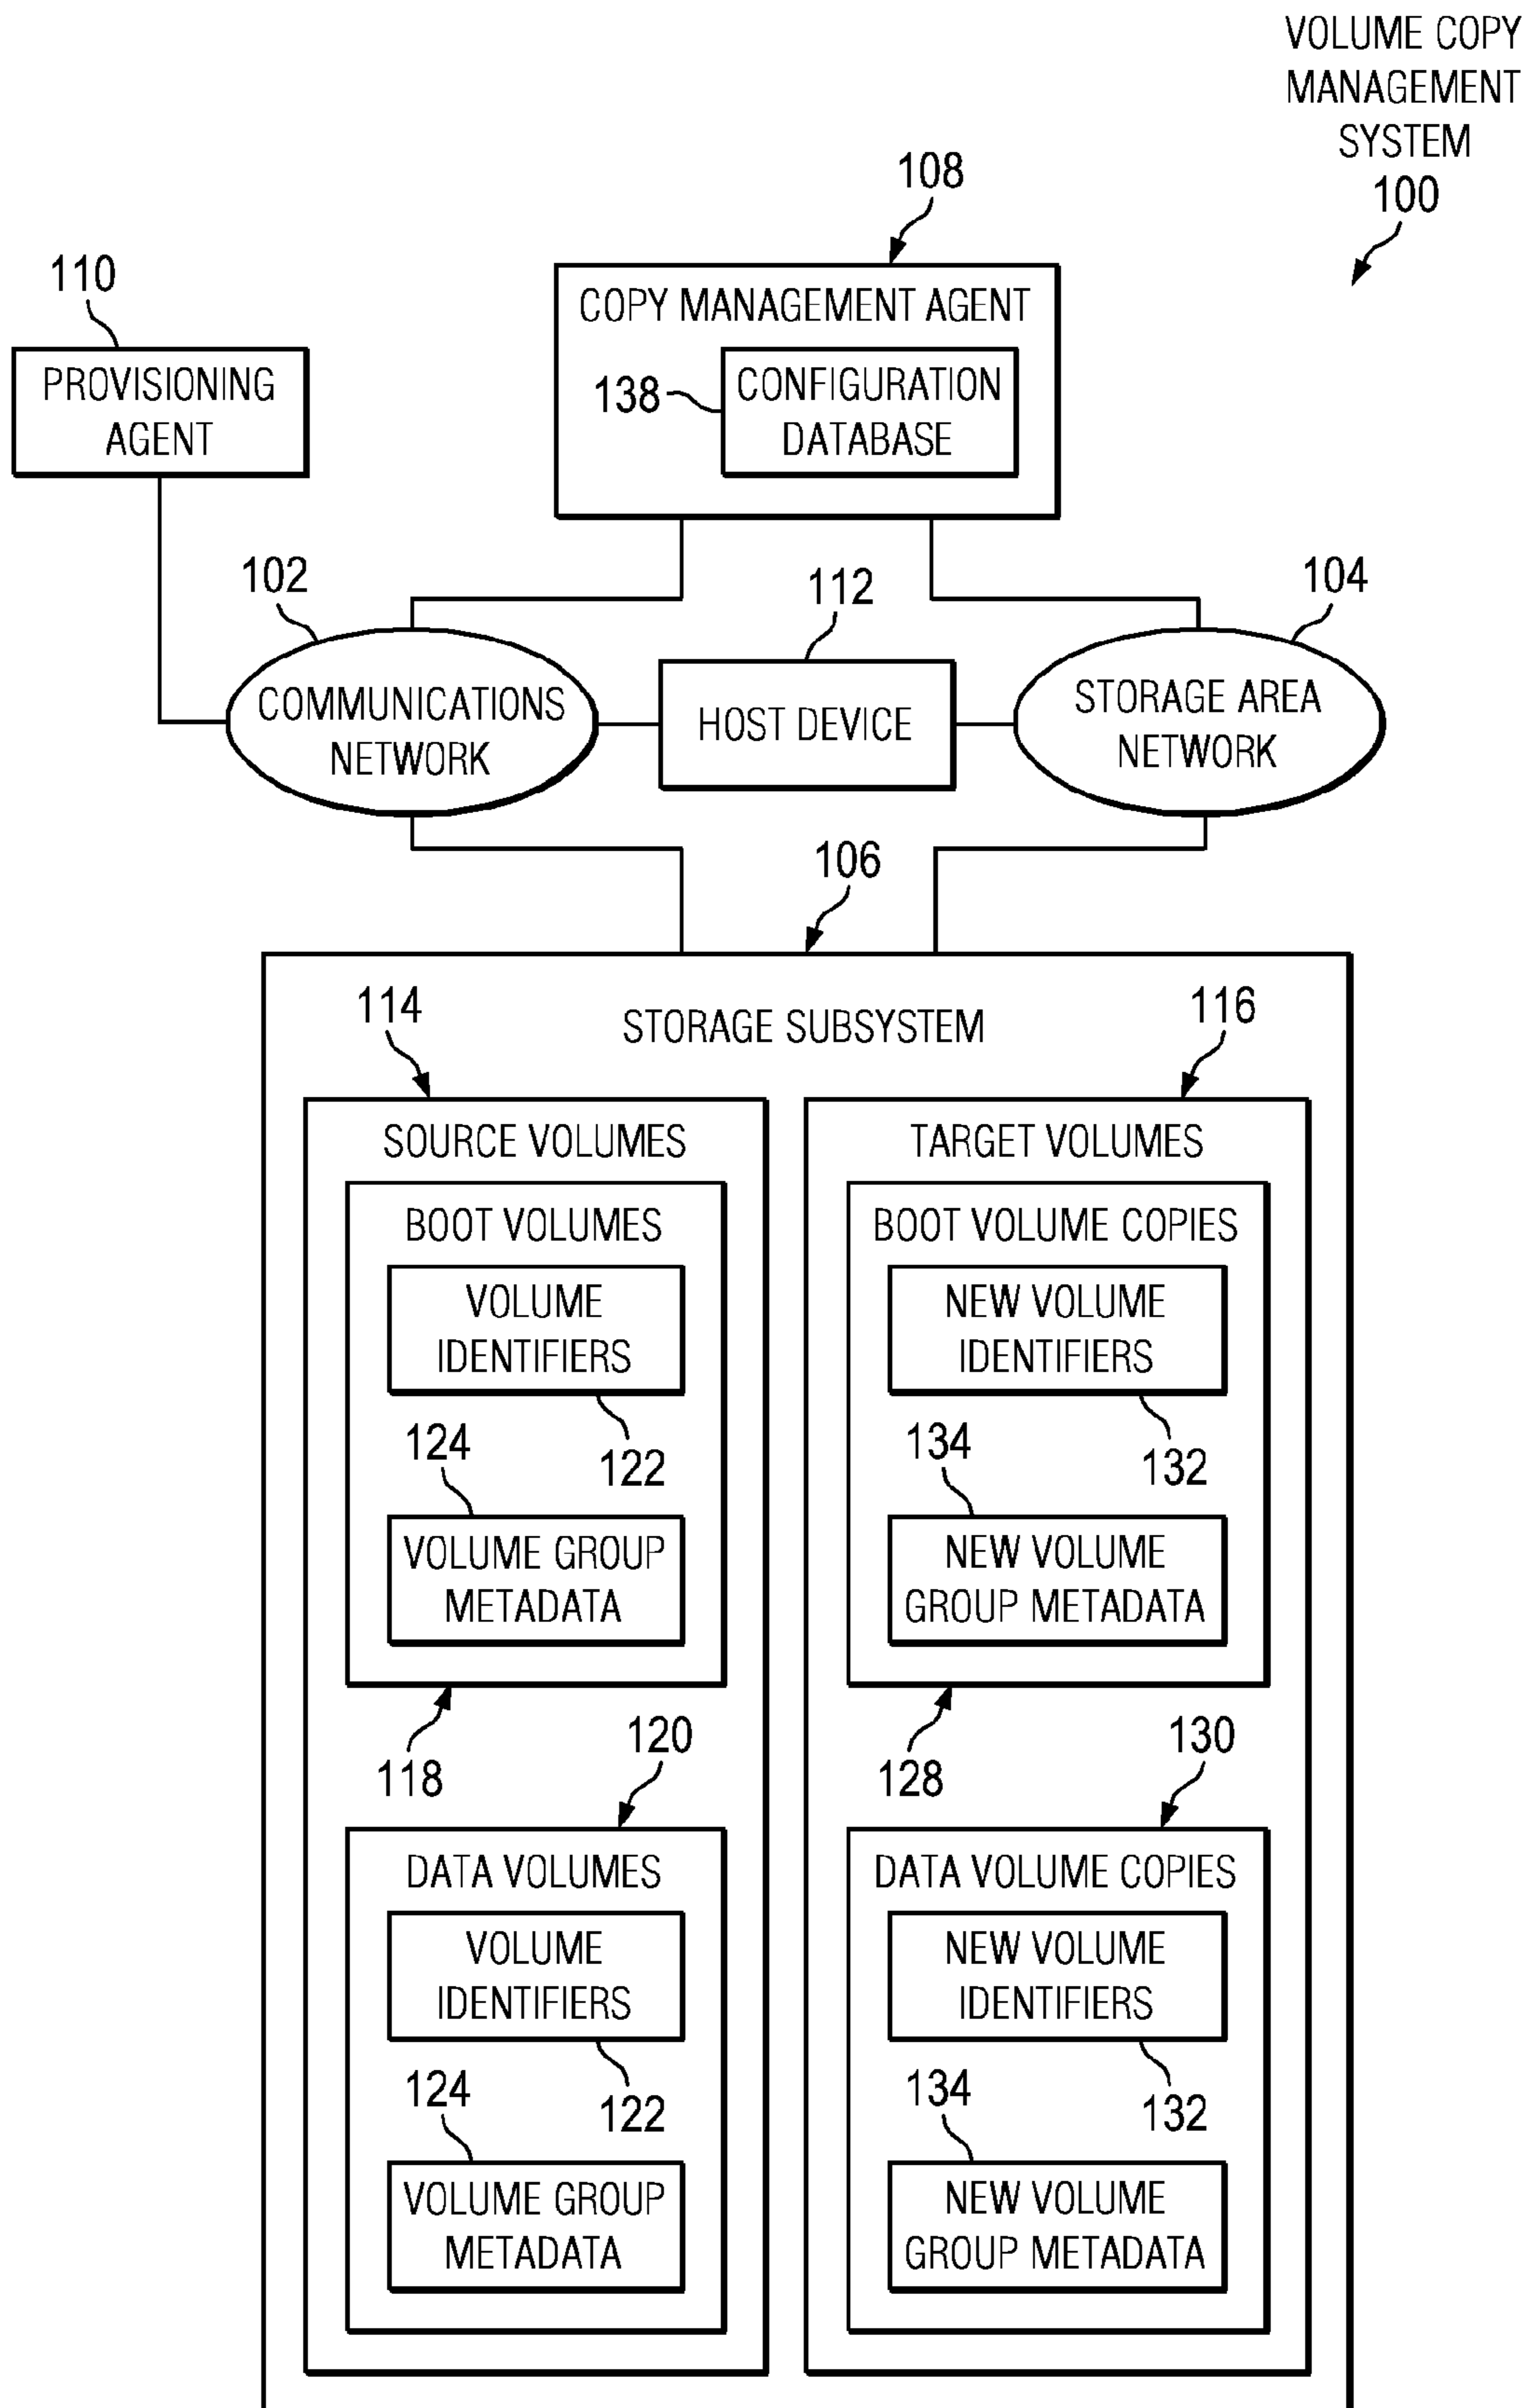 VOLUME COPY
MANAGEMENT
SYSTEM
100
108
110
COPY MANAGEMENT AGENT
PROVISIONING
AGENT
138
CONFIGURATION
DATABASE
102
112
104
COMMUNICATIONS
NETWORK
HOST DEVICE
STORAGE AREA
NETWORK
106
STORAGE SUBSYSTEM
114
116
SOURCE VOLUMES
BOOT VOLUMES
VOLUME
IDENTIFIERS
122
124
VOLUME GROUP
METADATA
118
120
DATA VOLUMES
VOLUME
IDENTIFIERS
122
124
VOLUME GROUP
METADATA
TARGET VOLUMES
BOOT VOLUME COPIES
NEW VOLUME
IDENTIFIERS
132
134
NEW VOLUME
GROUP METADATA
128
130
DATA VOLUME COPIES
NEW VOLUME
IDENTIFIERS
132
134
NEW VOLUME
GROUP METADATA